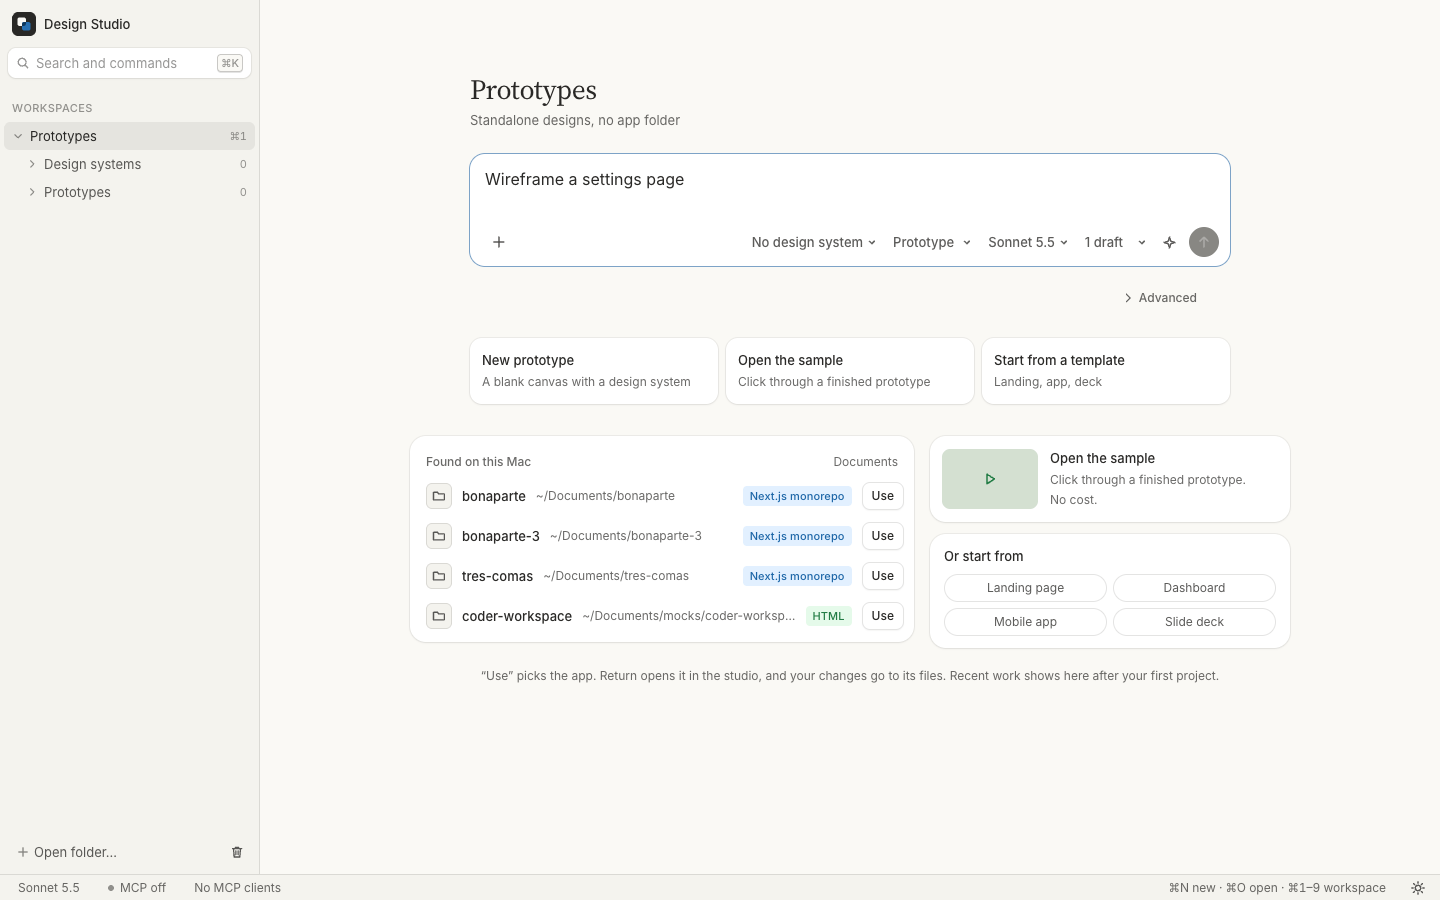 Design Studio
Search and commands ⌘K
WORKSPACES
Prototypes ⌘1
Design systems 0
Prototypes 0
Open folder...
Prototypes
Standalone designs, no app folder
Wireframe a settings page
No design system Prototype Sonnet 5.5 1 draft
Advanced
New prototype
A blank canvas with a design system
Open the sample
Click through a finished prototype
Start from a template
Landing, app, deck
Found on this Mac Documents
bonaparte ~/Documents/bonaparte Next.js monorepo Use
bonaparte-3 ~/Documents/bonaparte-3 Next.js monorepo Use
tres-comas ~/Documents/tres-comas Next.js monorepo Use
coder-workspace ~/Documents/mocks/coder-worksp... HTML Use
Open the sample
Click through a finished prototype.
No cost.
Or start from
Landing page Dashboard
Mobile app Slide deck
“Use” picks the app. Return opens it in the studio, and your changes go to its files. Recent work shows here after your first project.
Sonnet 5.5 MCP off No MCP clients ⌘N new · ⌘O open · ⌘1–9 workspace